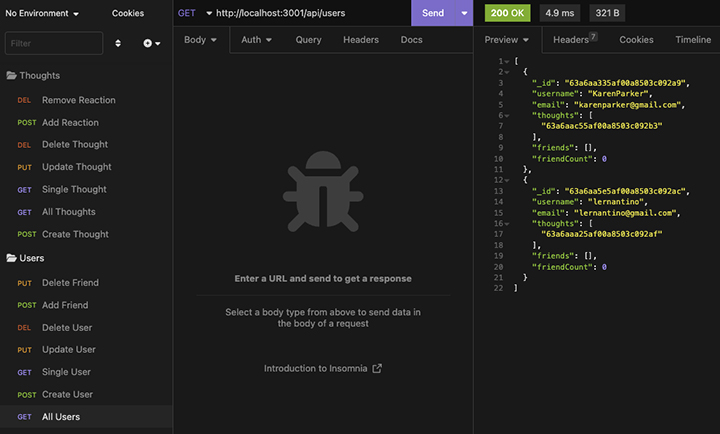 No Environment
Cookies
Filter
Thoughts
DEL Remove Reaction
POST Add Reaction
DEL Delete Thought
PUT Update Thought
GET Single Thought
GET All Thoughts
POST Create Thought
Users
PUT Delete Friend
POST Add Friend
DEL Delete User
PUT Update User
GET Single User
POST Create User
GET All Users
GET http://localhost:3001/api/users Send
Body Auth Query Headers Docs
Enter a URL and send to get a response
Select a body type from above to send data in
the body of a request
Introduction to Insomnia
200 OK 4.9 ms 321 B
Preview Headers 7 Cookies Timeline
1 [
2 {
3 "_id": "63a6aa335af00a8503c092a9",
4 "username": "KarenParker",
5 "email": "karenparker@gmail.com",
6 "thoughts": [
7 "63a6aac55af00a8503c092b3"
8 ],
9 "friends": [],
10 "friendCount": 0
11 },
12 {
13 "_id": "63a6aa5e5af00a8503c092ac",
14 "username": "lernantino",
15 "email": "lernantino@gmail.com",
16 "thoughts": [
17 "63a6aaa25af00a8503c092af"
18 ],
19 "friends": [],
20 "friendCount": 0
21 }
22 ]